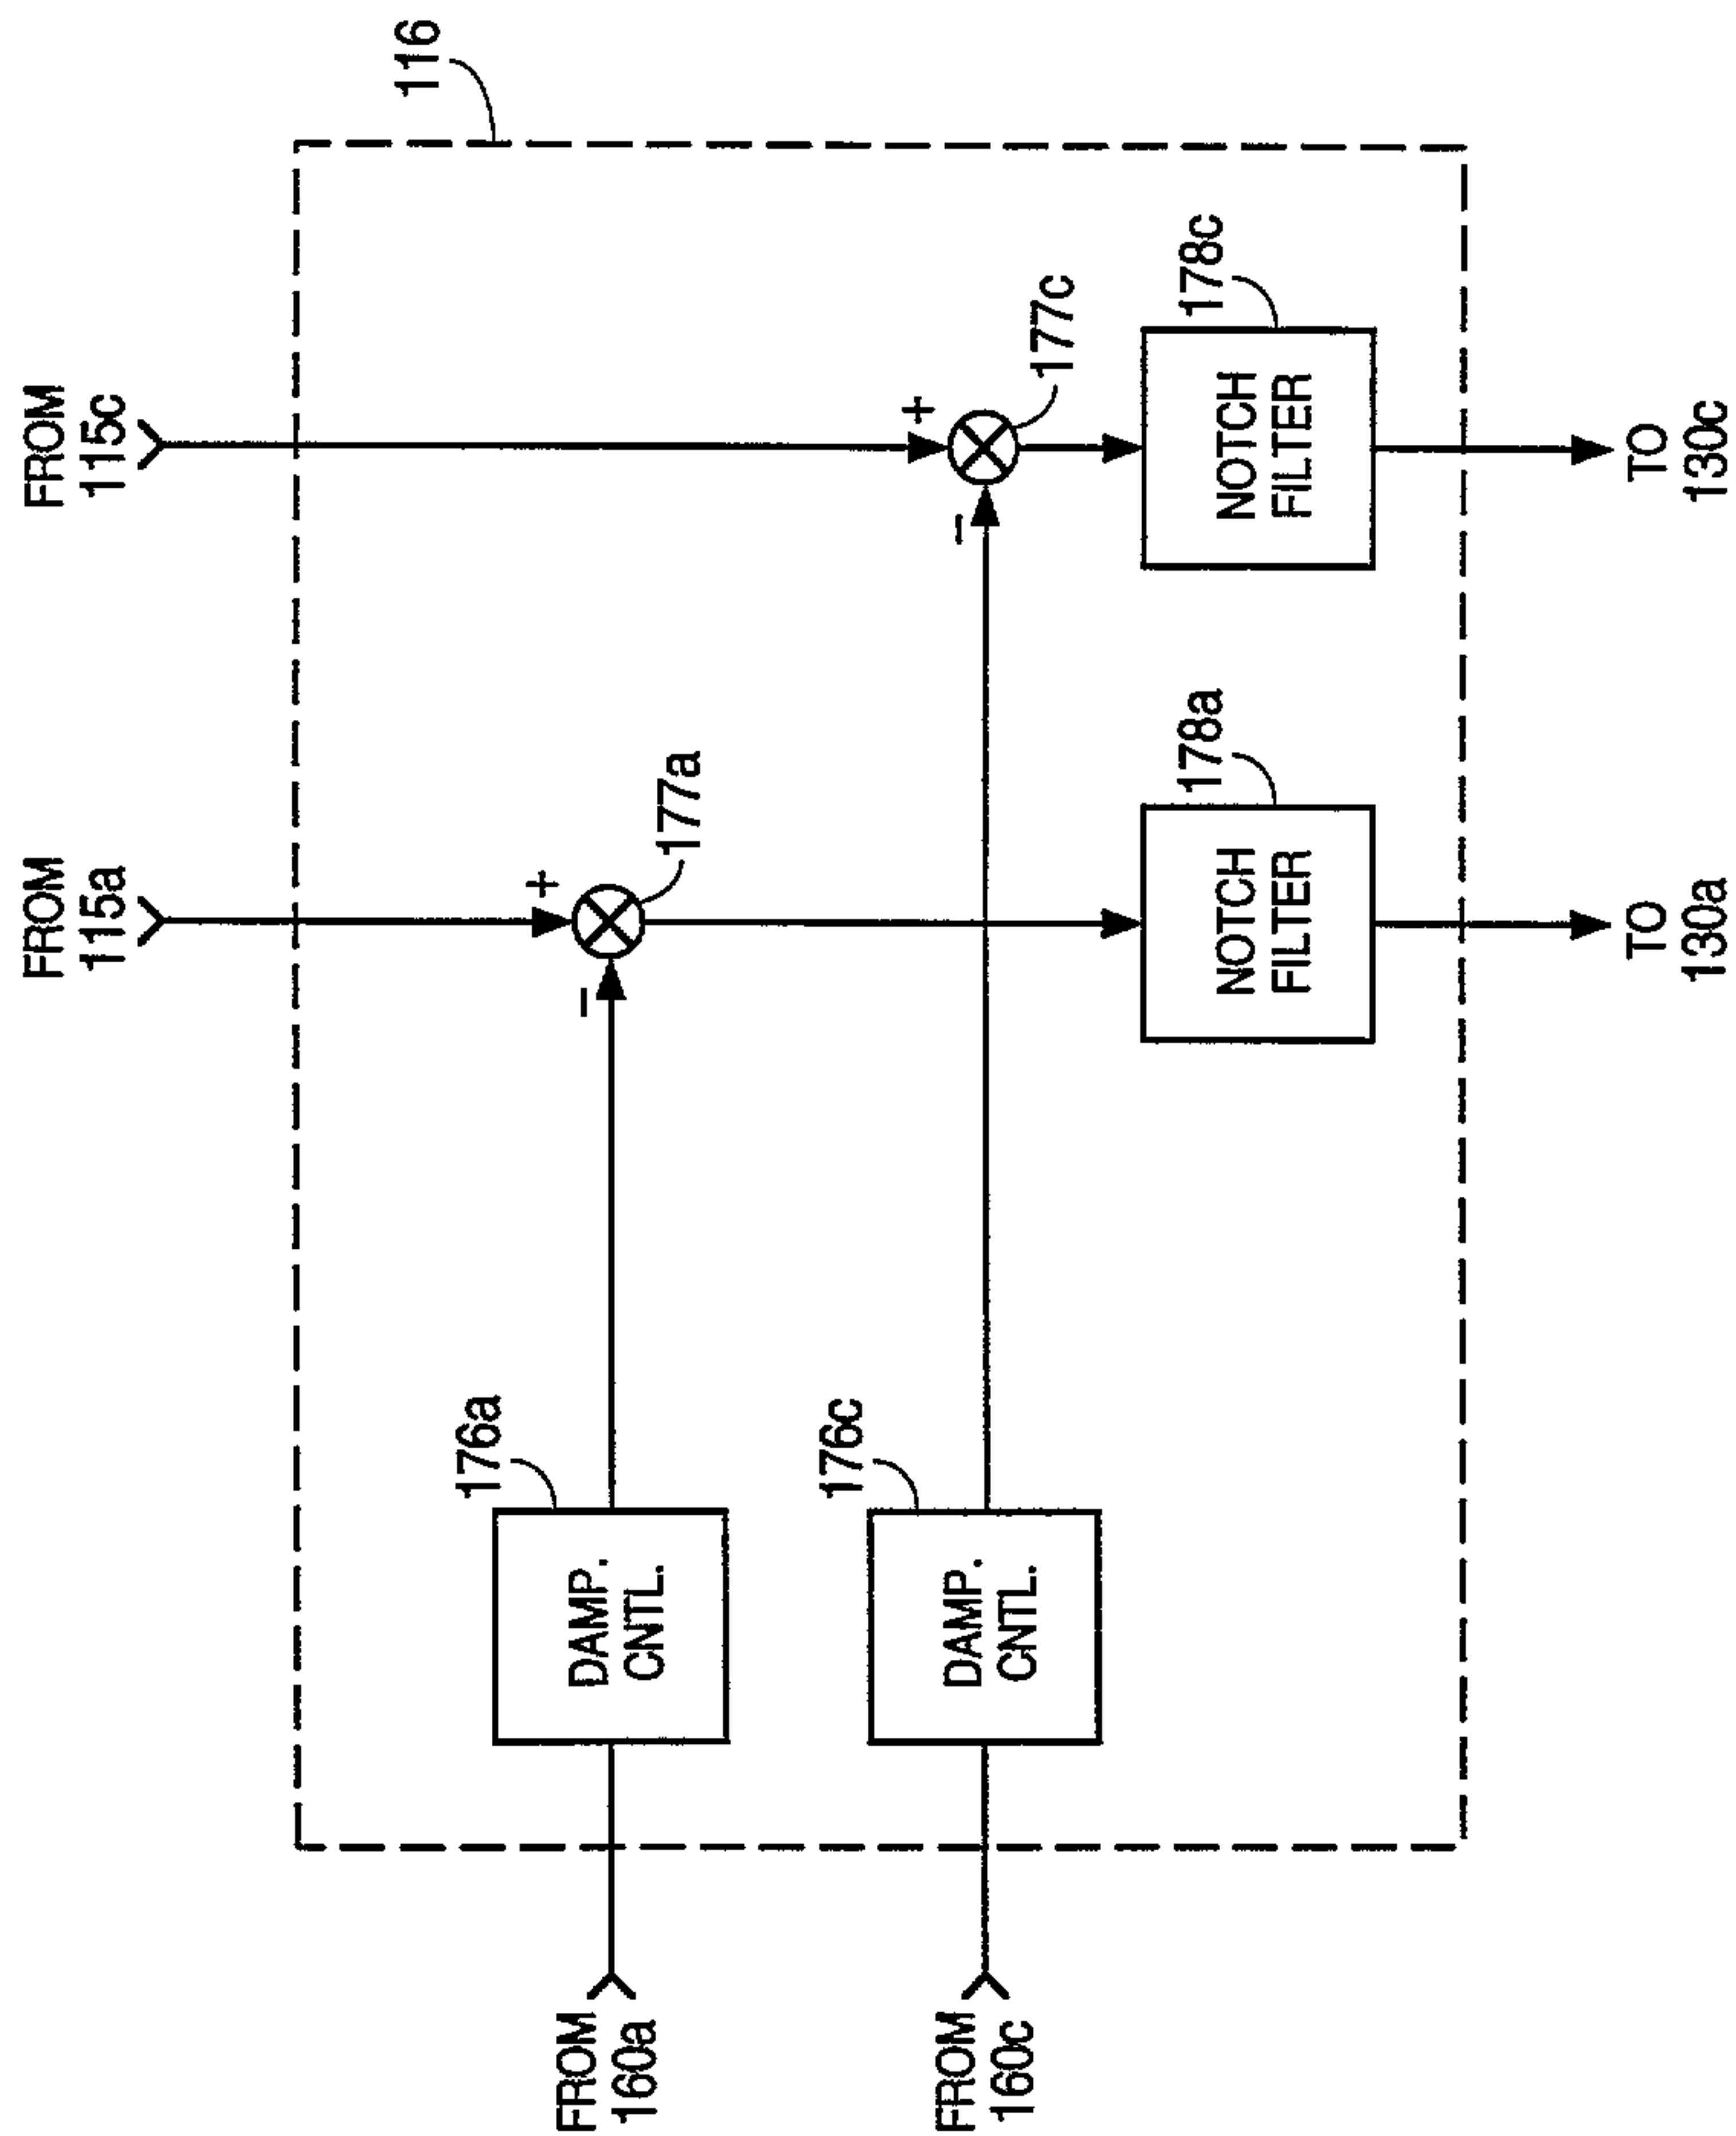 FROM
115a
FROM
115c
116
FROM
160a
DAMP.
CNTL.
176a
+
−
177a
FROM
160c
DAMP.
CNTL.
176c
+
−
177c
NOTCH
FILTER
178a
NOTCH
FILTER
178c
TO
130a
TO
130c